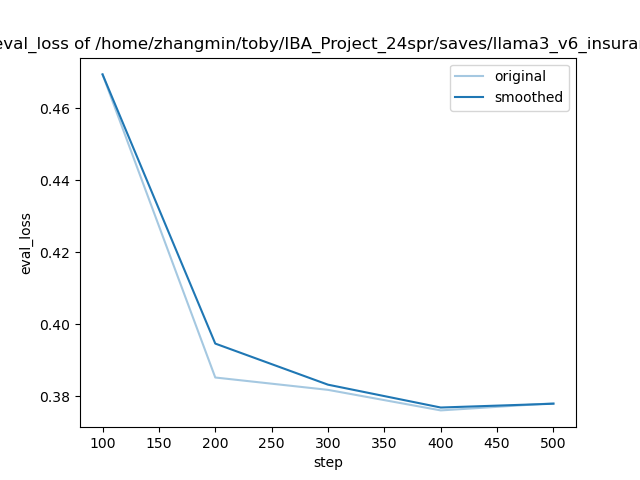 eval_loss of /home/zhangmin/toby/IBA_Project_24spr/saves/llama3_v6_insura
original
smoothed
0.46
0.44
0.42
0.40
0.38
eval_loss
100 150 200 250 300 350 400 450 500
step